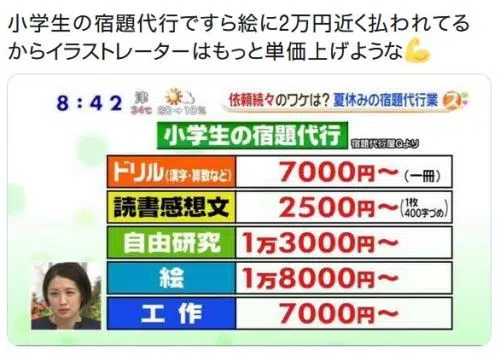 小学生の宿題代行ですら絵に2万円近く払われてる
からイラストレーターはもっと単価上げような💪
8:42 津 34℃ 20→10%
依頼続々のワケは? 夏休みの宿題代行業 ス
小学生の宿題代行 宿題代行屋Qより
ドリル(漢字・算数など) 7000円〜(一冊)
読書感想文 2500円〜(1枚400字づめ)
自由研究 1万3000円〜
絵 1万8000円〜
工作 7000円〜